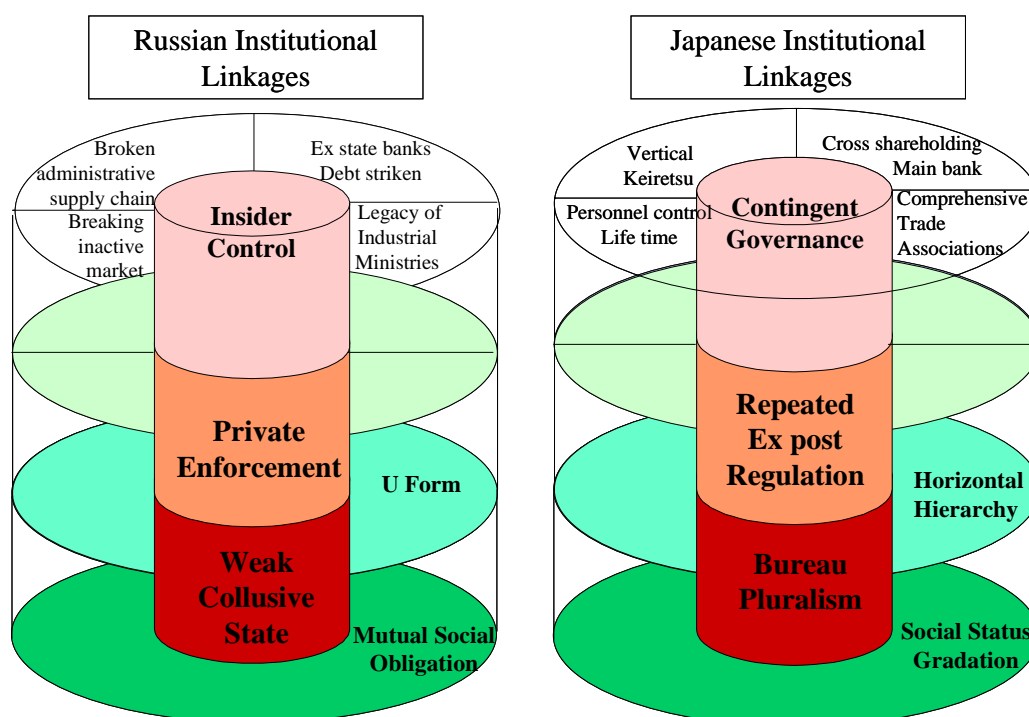 Russian Institutional
Linkages
Broken
administrative
supply chain
Ex state banks
Debt striken
Breaking
inactive
market
Legacy of
Industrial
Ministries
Insider
Control
Private
Enforcement
U Form
Weak
Collusive
State
Mutual Social
Obligation
Japanese Institutional
Linkages
Vertical
Keiretsu
Cross shareholding
Main bank
Personnel control
Life time
Comprehensive
Trade
Associations
Contingent
Governance
Repeated
Ex post
Regulation
Horizontal
Hierarchy
Bureau
Pluralism
Social Status
Gradation